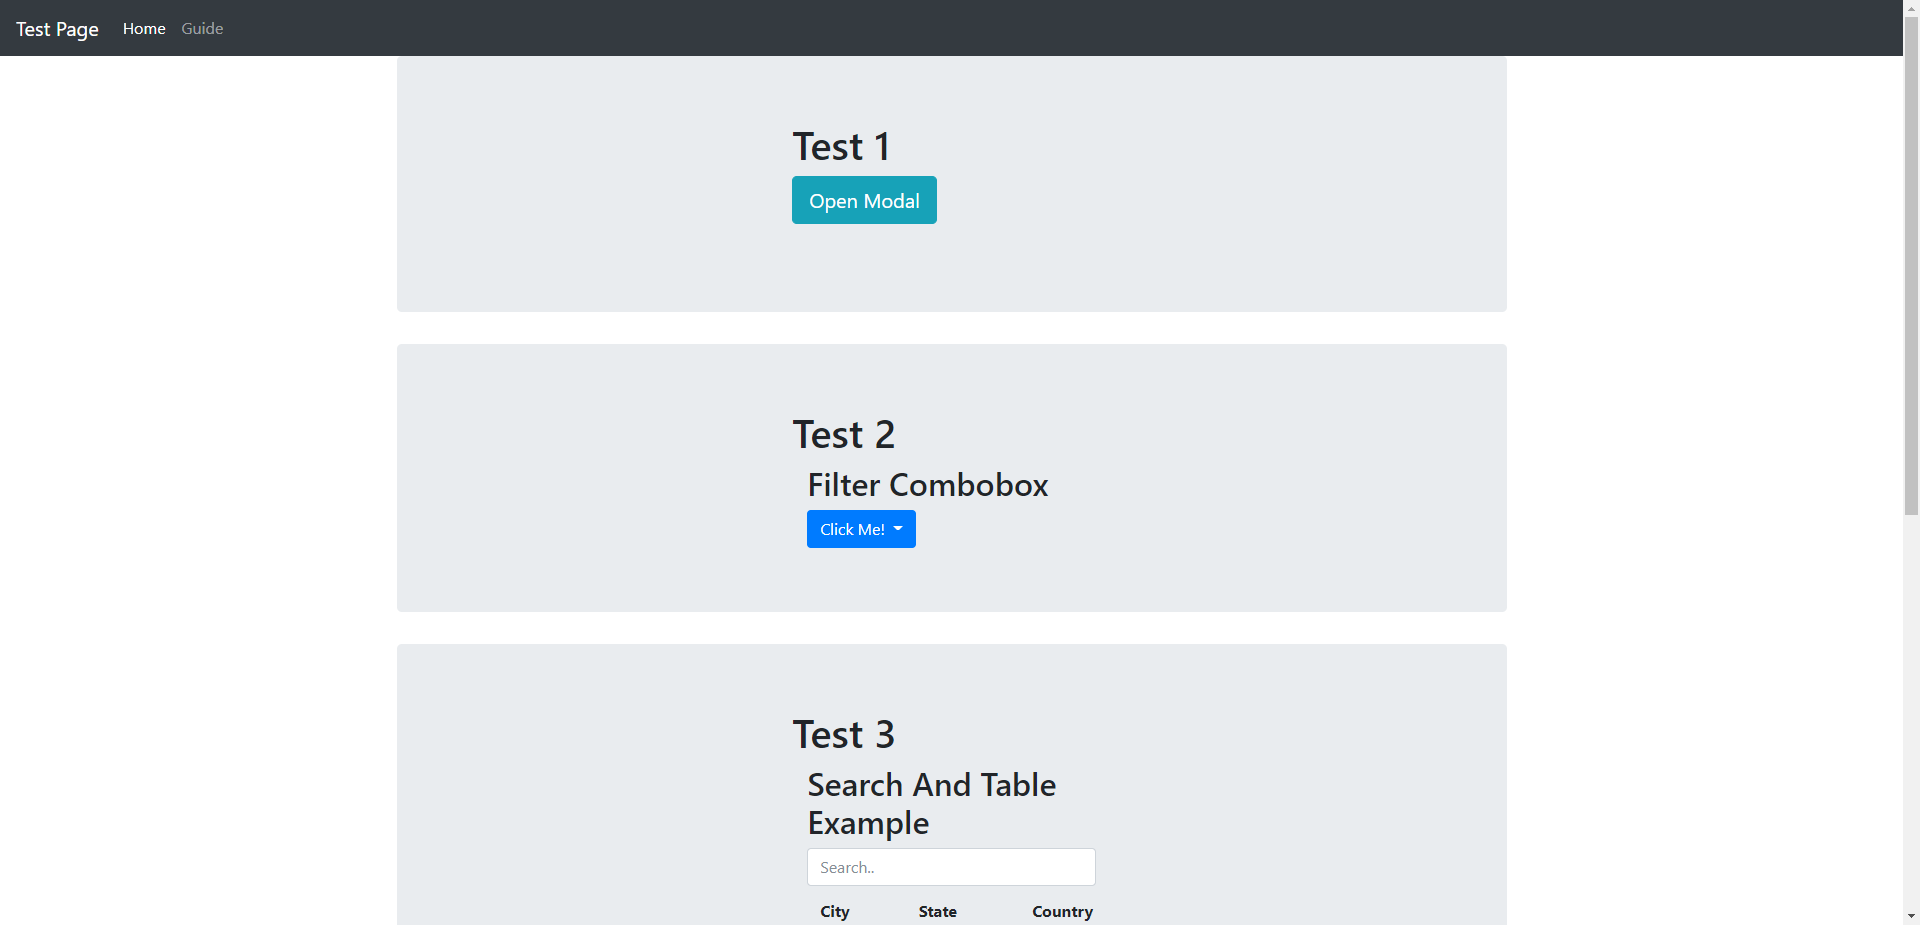 Test Page Home Guide
Test 1
Open Modal
Test 2
Filter Combobox
Click Me!
Test 3
Search And Table
Example
Search..
City State Country